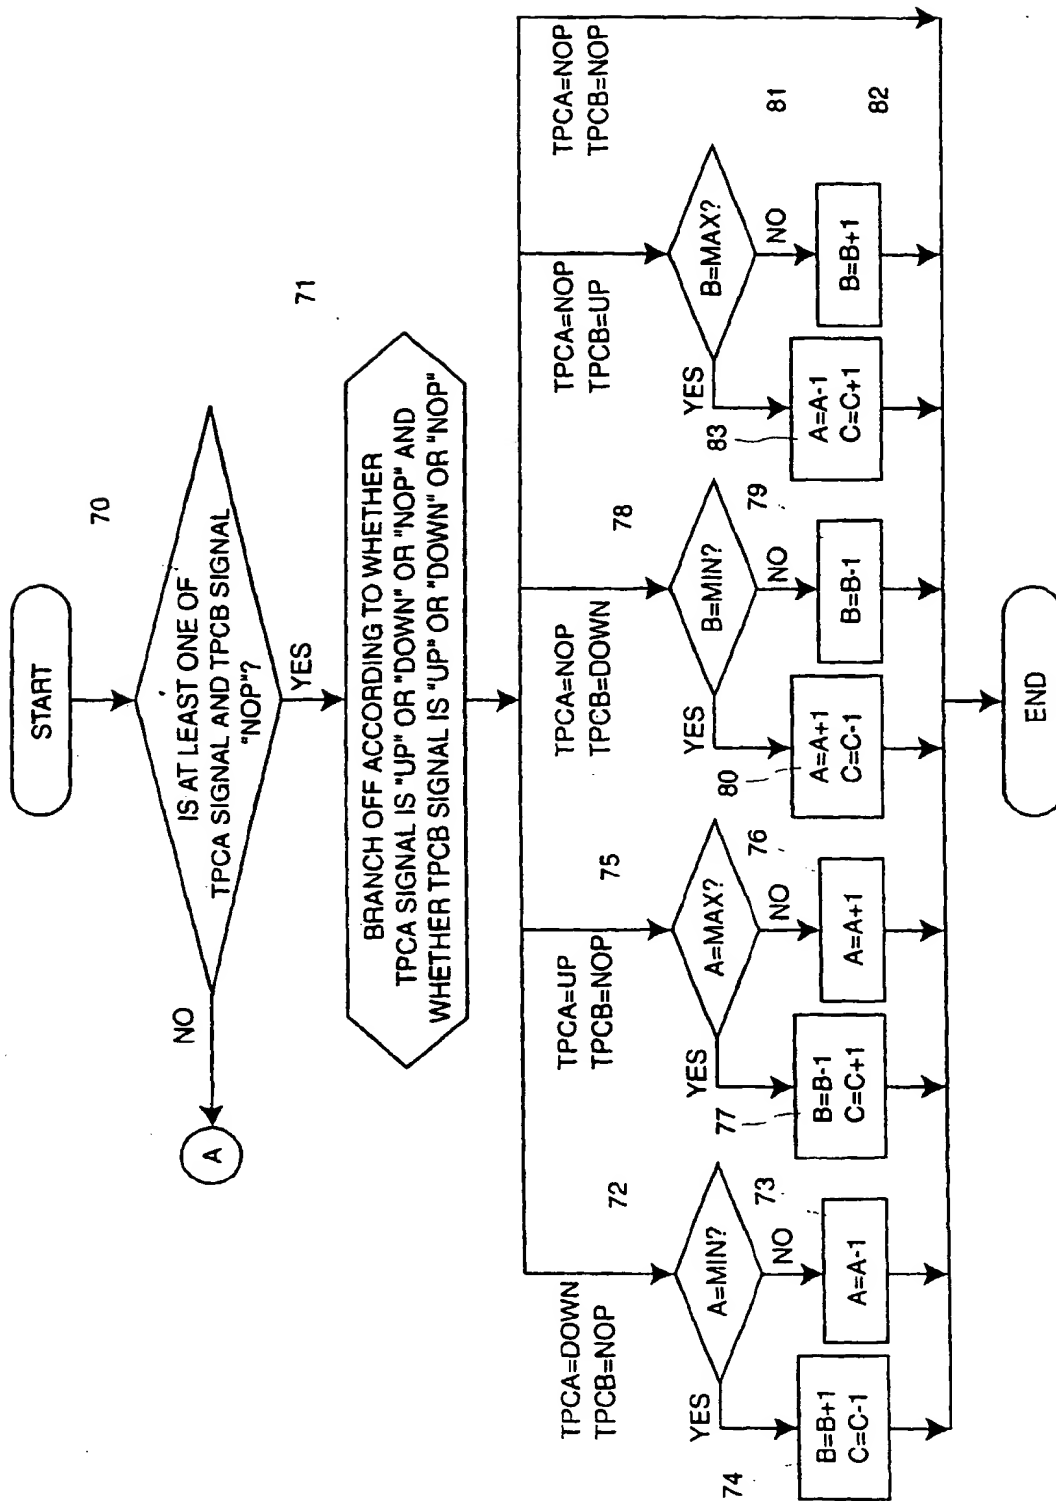 START
70
IS AT LEAST ONE OF
TPCA SIGNAL AND TPCB SIGNAL
"NOP"?
NO
YES
A
71
BRANCH OFF ACCORDING TO WHETHER
TPCA SIGNAL IS "UP" OR "DOWN" OR "NOP" AND
WHETHER TPCB SIGNAL IS "UP" OR "DOWN" OR "NOP"
TPCA=DOWN
TPCB=NOP
72
A=MIN?
YES
NO
73
74
B=B+1
C=C-1
A=A-1
TPCA=UP
TPCB=NOP
75
A=MAX?
YES
NO
76
77
B=B-1
C=C+1
A=A+1
TPCA=NOP
TPCB=DOWN
78
B=MIN?
YES
NO
79
80
A=A+1
C=C-1
B=B-1
TPCA=NOP
TPCB=UP
81
B=MAX?
YES
NO
82
83
A=A-1
C=C+1
B=B+1
TPCA=NOP
TPCB=NOP
END